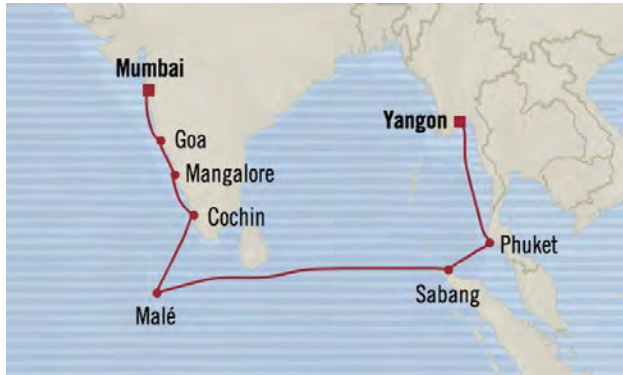 Mumbai
Yangon
Goa
Mangalore
Cochin
Phuket
Sabang
Malé